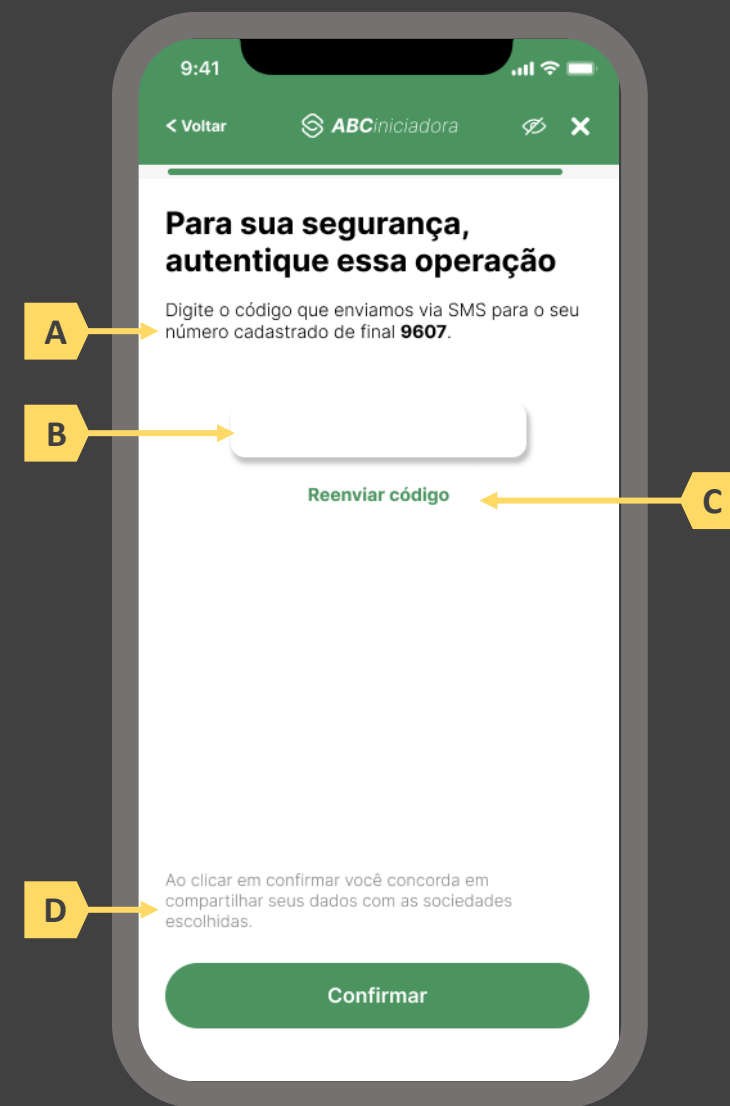 9:41
< Voltar ABCiniciadora
Para sua segurança,
autentique essa operação
Digite o código que enviamos via SMS para o seu
número cadastrado de final 9607.
A
B
Reenviar código
C
Ao clicar em confirmar você concorda em
compartilhar seus dados com as sociedades
escolhidas.
D
Confirmar